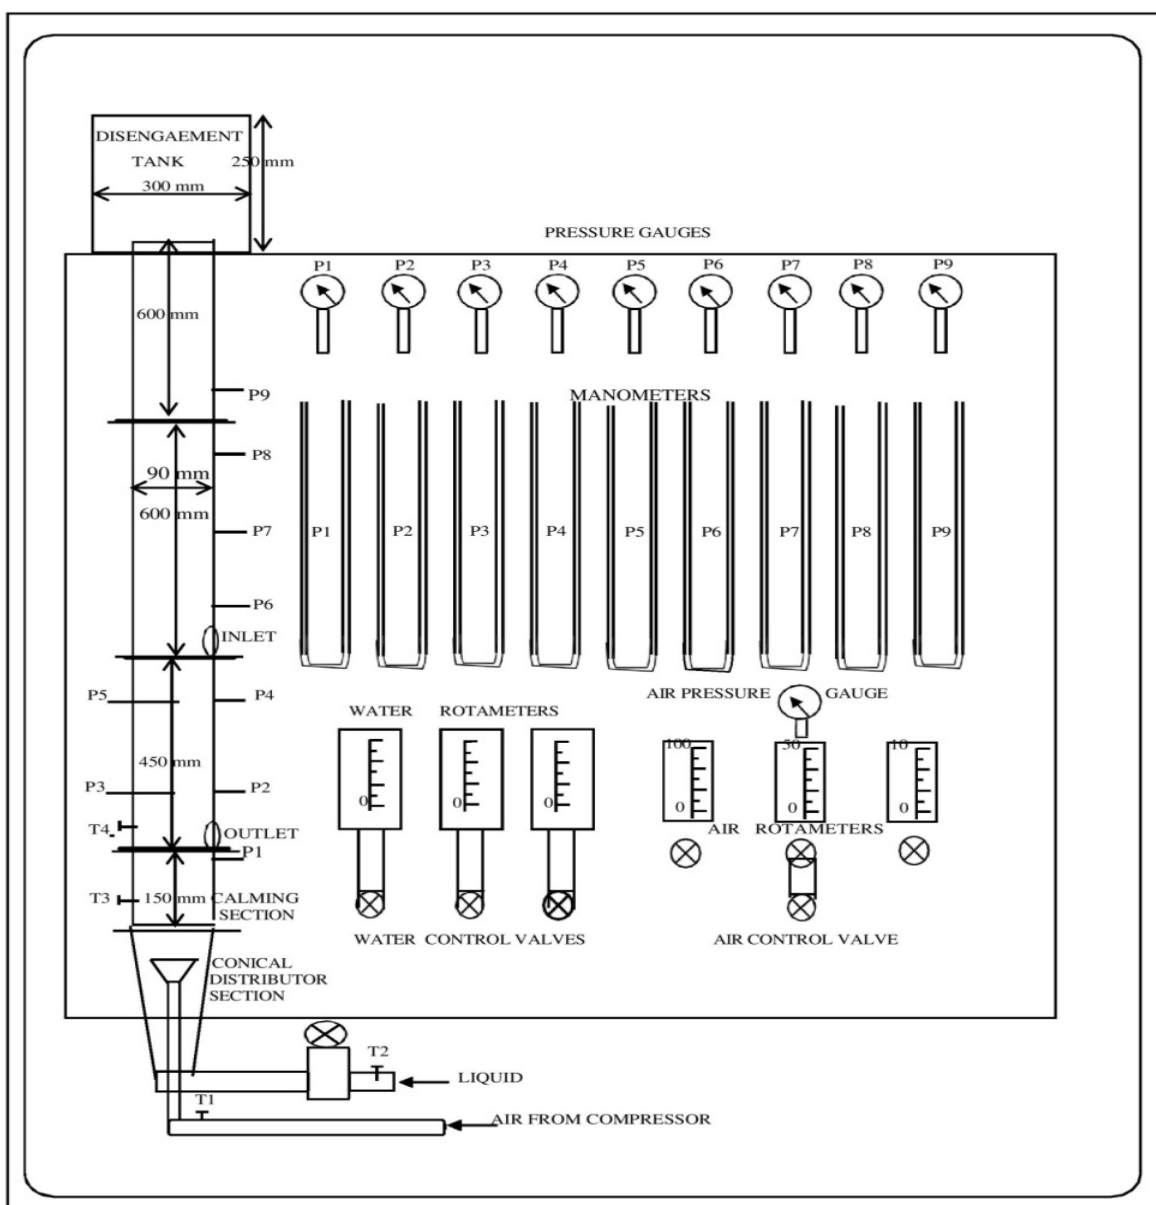 DISENGAEMENT
TANK
250 mm
300 mm
PRESSURE GAUGES
P1 P2 P3 P4 P5 P6 P7 P8 P9
600 mm
MANOMETERS
P9
P8
90 mm
600 mm
P7
P1 P2 P3 P4 P5 P6 P7 P8 P9
P6
INLET
P5
P4
AIR PRESSURE GAUGE
WATER ROTAMETERS
100 50 10
450 mm
P3
P2
0 0 0
0 0 0
T4
OUTLET
AIR ROTAMETERS
P1
T3
150 mm CALMING
SECTION
WATER CONTROL VALVES
AIR CONTROL VALVE
CONICAL
DISTRIBUTOR
SECTION
T2
LIQUID
T1
AIR FROM COMPRESSOR